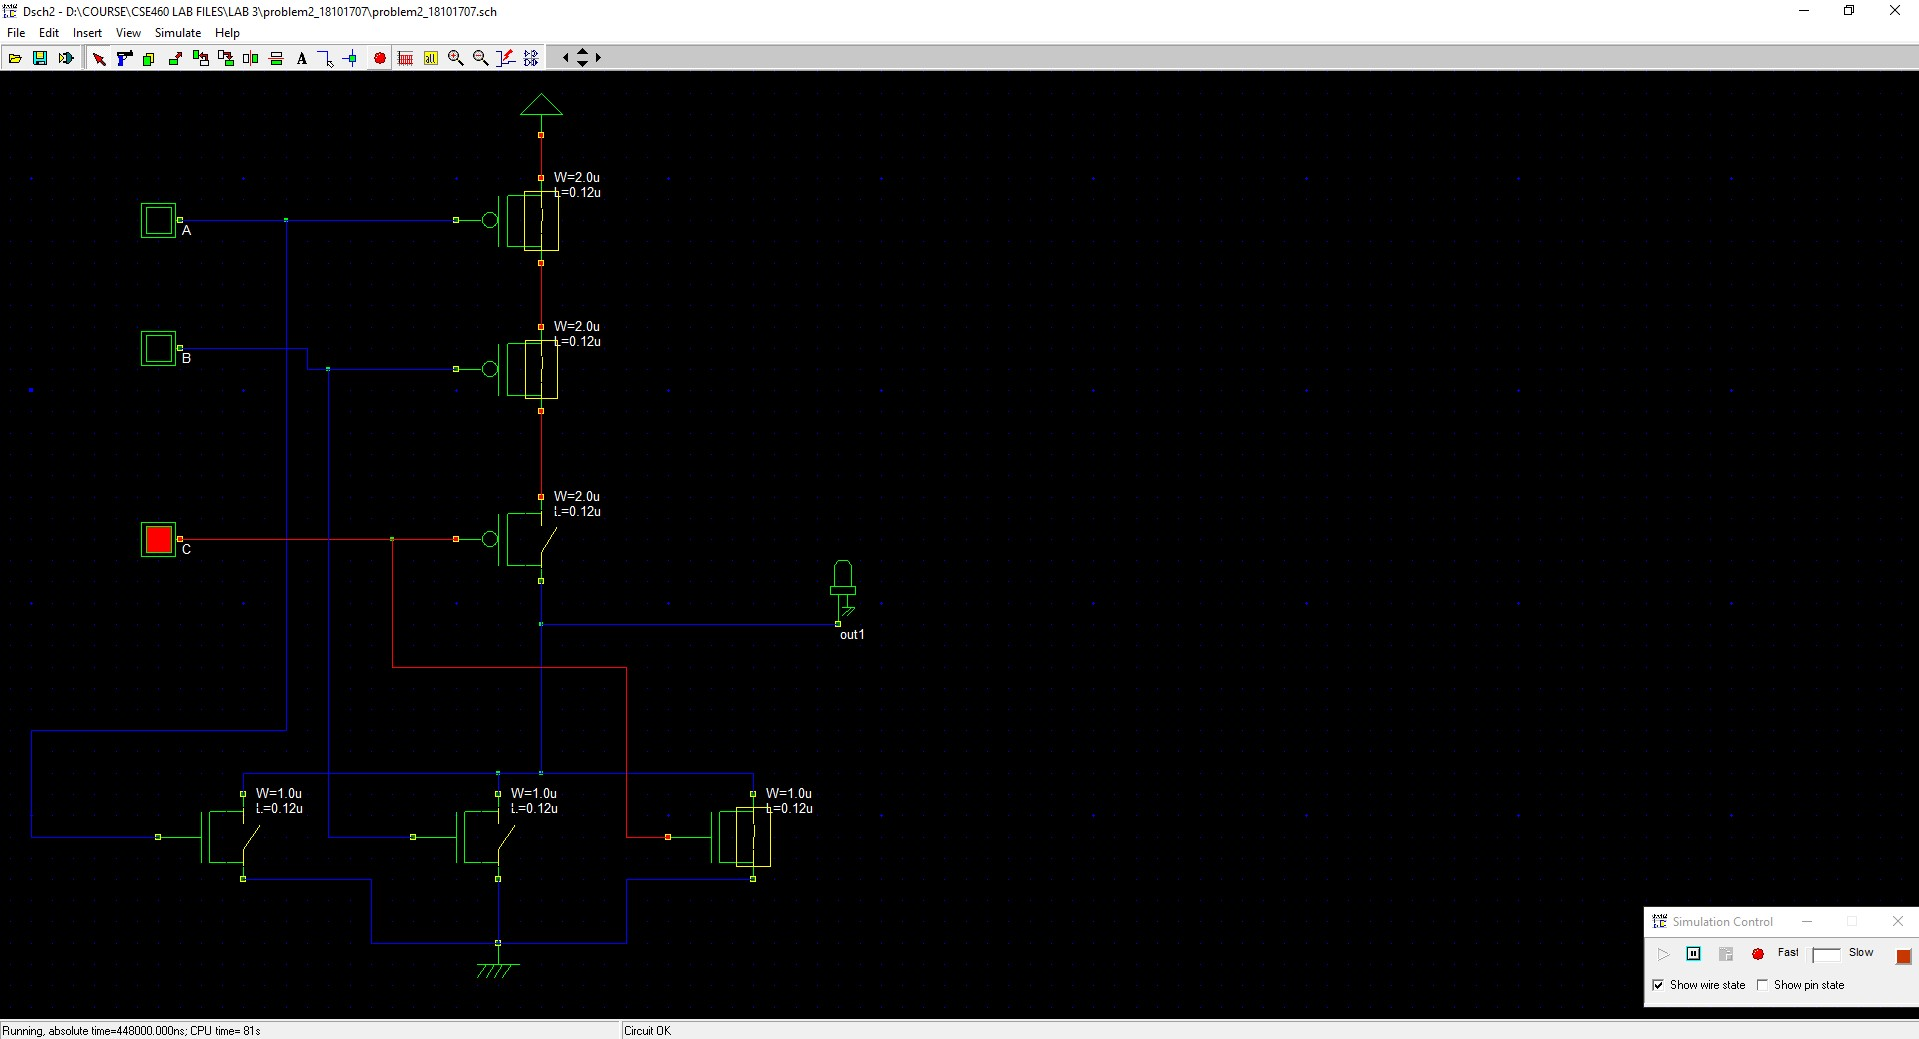 Dsch2 - D:\COURSE\CSE460 LAB FILES\LAB 3\problem2_18101707\problem2_18101707.sch
File Edit Insert View Simulate Help
A
all
W=2.0u
L=0.12u
A
W=2.0u
L=0.12u
B
W=2.0u
L=0.12u
C
out1
W=1.0u
L=0.12u
W=1.0u
L=0.12u
W=1.0u
L=0.12u
Simulation Control
Fast Slow
Show wire state Show pin state
Running, absolute time=448000.000ns; CPU time= 81s
Circuit OK